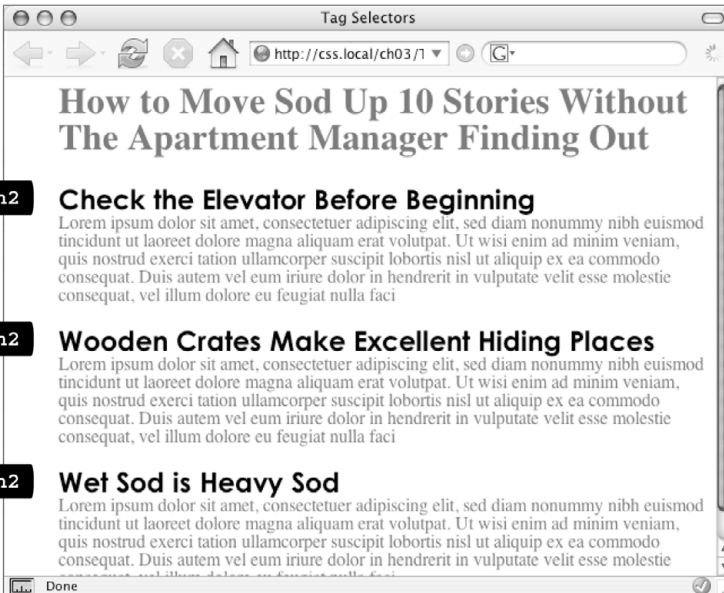 Tag Selectors
http://css.local/ch03/
G
How to Move Sod Up 10 Stories Without
The Apartment Manager Finding Out
h2
Check the Elevator Before Beginning
Lorem ipsum dolor sit amet, consectetuer adipiscing elit, sed diam nonummy nibh euismod
tincidunt ut laoreet dolore magna aliquam erat volutpat. Ut wisi enim ad minim veniam,
quis nostrud exerci tation ullamcorper suscipit lobortis nisl ut aliquip ex ea commodo
consequat. Duis autem vel eum iriure dolor in hendrerit in vulputate velit esse molestie
consequat, vel illum dolore eu feugiat nulla faci
h2
Wooden Crates Make Excellent Hiding Places
Lorem ipsum dolor sit amet, consectetuer adipiscing elit, sed diam nonummy nibh euismod
tincidunt ut laoreet dolore magna aliquam erat volutpat. Ut wisi enim ad minim veniam,
quis nostrud exerci tation ullamcorper suscipit lobortis nisl ut aliquip ex ea commodo
consequat. Duis autem vel eum iriure dolor in hendrerit in vulputate velit esse molestie
consequat, vel illum dolore eu feugiat nulla faci
h2
Wet Sod is Heavy Sod
Lorem ipsum dolor sit amet, consectetuer adipiscing elit, sed diam nonummy nibh euismod
tincidunt ut laoreet dolore magna aliquam erat volutpat. Ut wisi enim ad minim veniam,
quis nostrud exerci tation ullamcorper suscipit lobortis nisl ut aliquip ex ea commodo
consequat. Duis autem vel eum iriure dolor in hendrerit in vulputate velit esse molestie
Done